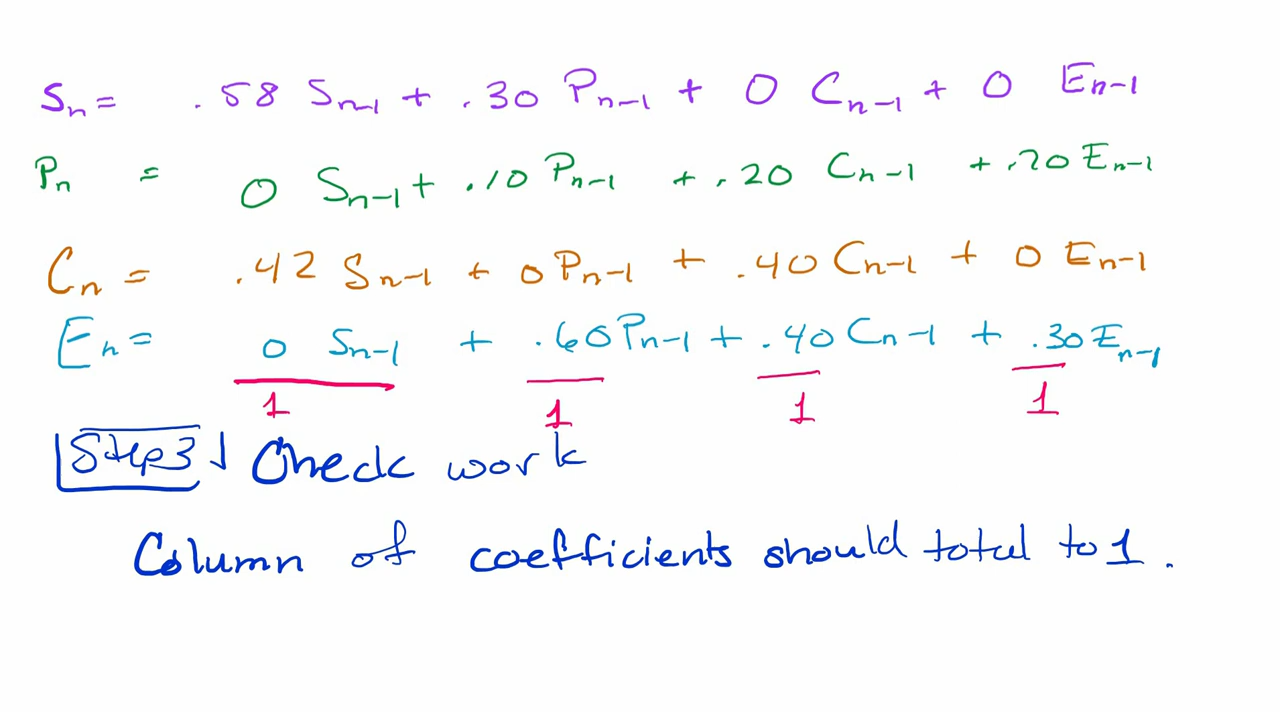 Sn = .58 Sn-1 + .30 Pn-1 + 0 Cn-1 + 0 En-1
Pn = 0 Sn-1 + .10 Pn-1 + .20 Cn-1 + .70 En-1
Cn = .42 Sn-1 + 0 Pn-1 + .40 Cn-1 + 0 En-1
En = 0 Sn-1 + .60 Pn-1 + .40 Cn-1 + .30 En-1
1 1 1 1
Step3 Check work
Column of coefficients should total to 1.